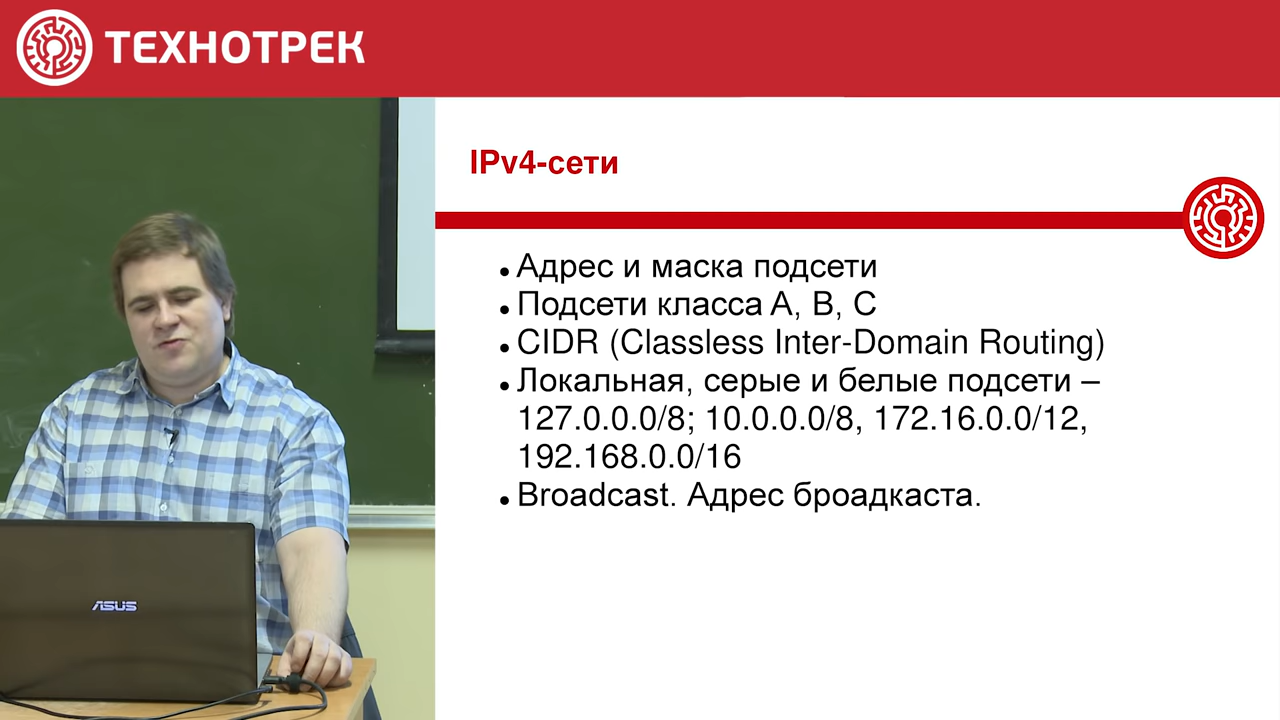 ТЕХНОТРЕК
IPv4-сети
Адрес и маска подсети
Подсети класса A, B, C
CIDR (Classless Inter-Domain Routing)
Локальная, серые и белые подсети –
127.0.0.0/8; 10.0.0.0/8, 172.16.0.0/12,
192.168.0.0/16
Broadcast. Адрес броадкаста.
ASUS